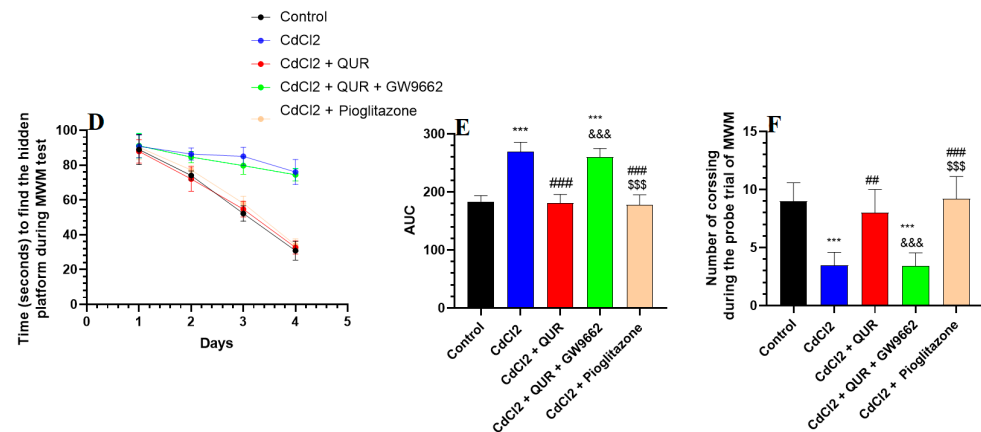 Control
CdCl2
CdCl2 + QUR
CdCl2 + QUR + GW9662
CdCl2 + Pioglitazone
D
Time (seconds) to find the hidden
platform during MWM test
100
80
60
40
20
0
0
1
2
3
4
5
Days
E
AUC
300
200
100
0
***
###
***
&&&
###
$$$
Control
CdCl2
CdCl2 + QUR
CdCl2 + QUR + GW9662
CdCl2 + Pioglitazone
F
Number of corssing
during the probe trial of MWM
15
10
5
0
***
##
***
&&&
###
$$$
Control
CdCl2
CdCl2 + QUR
CdCl2 + QUR + GW9662
CdCl2 + Pioglitazone